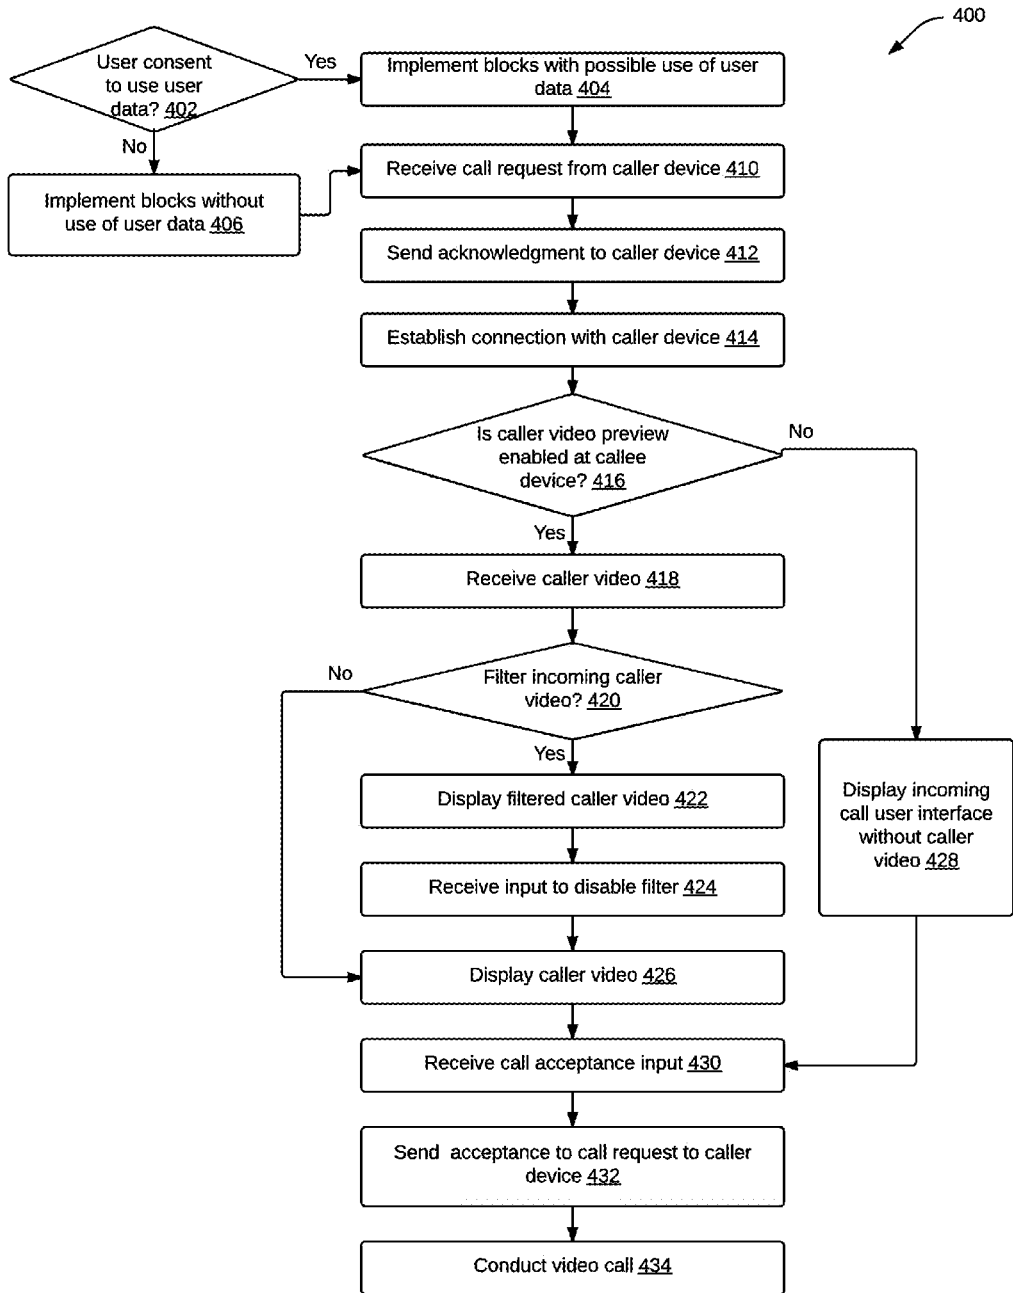 400
User consent
to use user
data? 402
Yes
Implement blocks with possible use of user
data 404
No
Implement blocks without
use of user data 406
Receive call request from caller device 410
Send acknowledgment to caller device 412
Establish connection with caller device 414
Is caller video preview
enabled at callee
device? 416
No
Yes
Receive caller video 418
Filter incoming caller
video? 420
No
Yes
Display filtered caller video 422
Display incoming
call user interface
without caller
video 428
Receive input to disable filter 424
Display caller video 426
Receive call acceptance input 430
Send  acceptance to call request to caller
device 432
Conduct video call 434